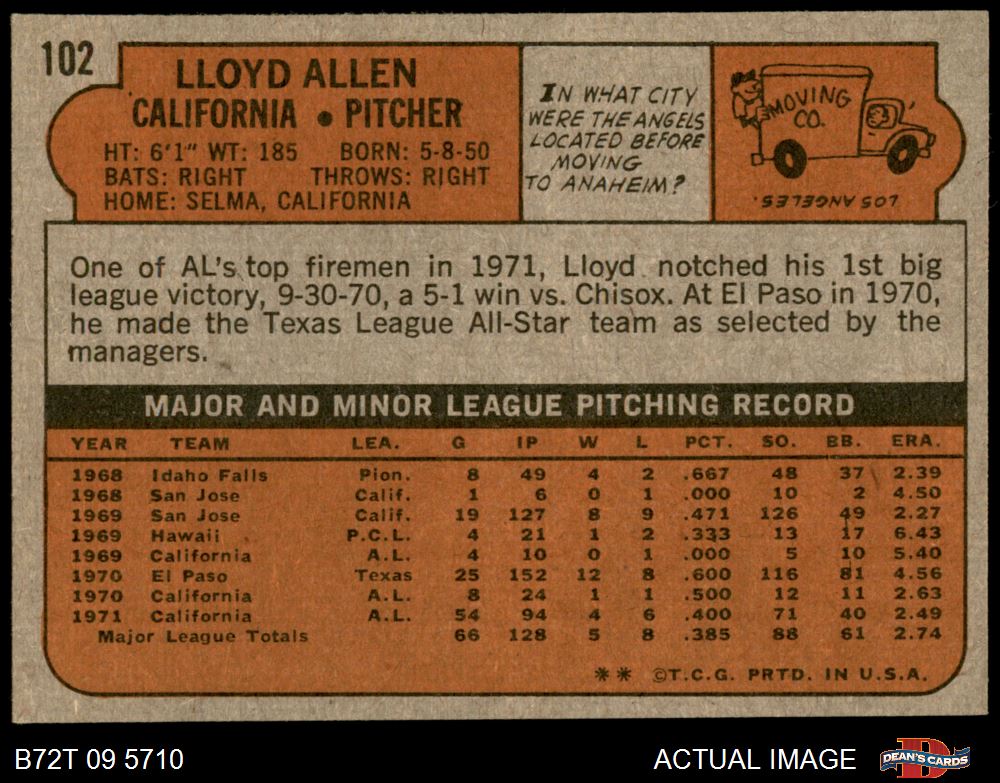 102
LLOYD ALLEN
CALIFORNIA • PITCHER
HT: 6'1" WT: 185 BORN: 5-8-50
BATS: RIGHT THROWS: RIGHT
HOME: SELMA, CALIFORNIA
IN WHAT CITY
WERE THE ANGELS
LOCATED BEFORE
MOVING
TO ANAHEIM?
MOVING
CO.
LOS ANGELES.
One of AL's top firemen in 1971, Lloyd notched his 1st big
league victory, 9-30-70, a 5-1 win vs. Chisox. At El Paso in 1970,
he made the Texas League All-Star team as selected by the
managers.
MAJOR AND MINOR LEAGUE PITCHING RECORD
YEAR TEAM LEA. G IP W L PCT. SO. BB. ERA.
1968 Idaho Falls Pion. 8 49 4 2 .667 48 37 2.39
1968 San Jose Calif. 1 6 0 1 .000 10 2 4.50
1969 San Jose Calif. 19 127 8 9 .471 126 49 2.27
1969 Hawaii P.C.L. 4 21 1 2 .333 13 17 6.43
1969 California A.L. 4 10 0 1 .000 5 10 5.40
1970 El Paso Texas 25 152 12 8 .600 116 81 4.56
1970 California A.L. 8 24 1 1 .500 12 11 2.63
1971 California A.L. 54 94 4 6 .400 71 40 2.49
Major League Totals 66 128 5 8 .385 88 61 2.74
** ©T.C.G. PRTD. IN U.S.A.
B72T 09 5710 ACTUAL IMAGE DEAN'S CARDS